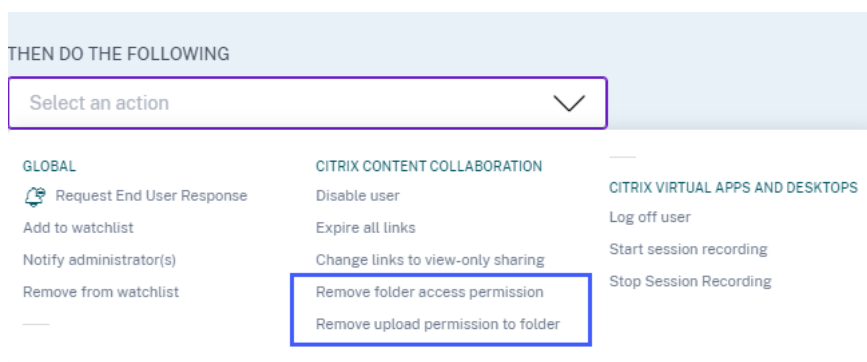 THEN DO THE FOLLOWING
Select an action
GLOBAL
Request End User Response
Add to watchlist
Notify administrator(s)
Remove from watchlist
CITRIX CONTENT COLLABORATION
Disable user
Expire all links
Change links to view-only sharing
Remove folder access permission
Remove upload permission to folder
CITRIX VIRTUAL APPS AND DESKTOPS
Log off user
Start session recording
Stop Session Recording